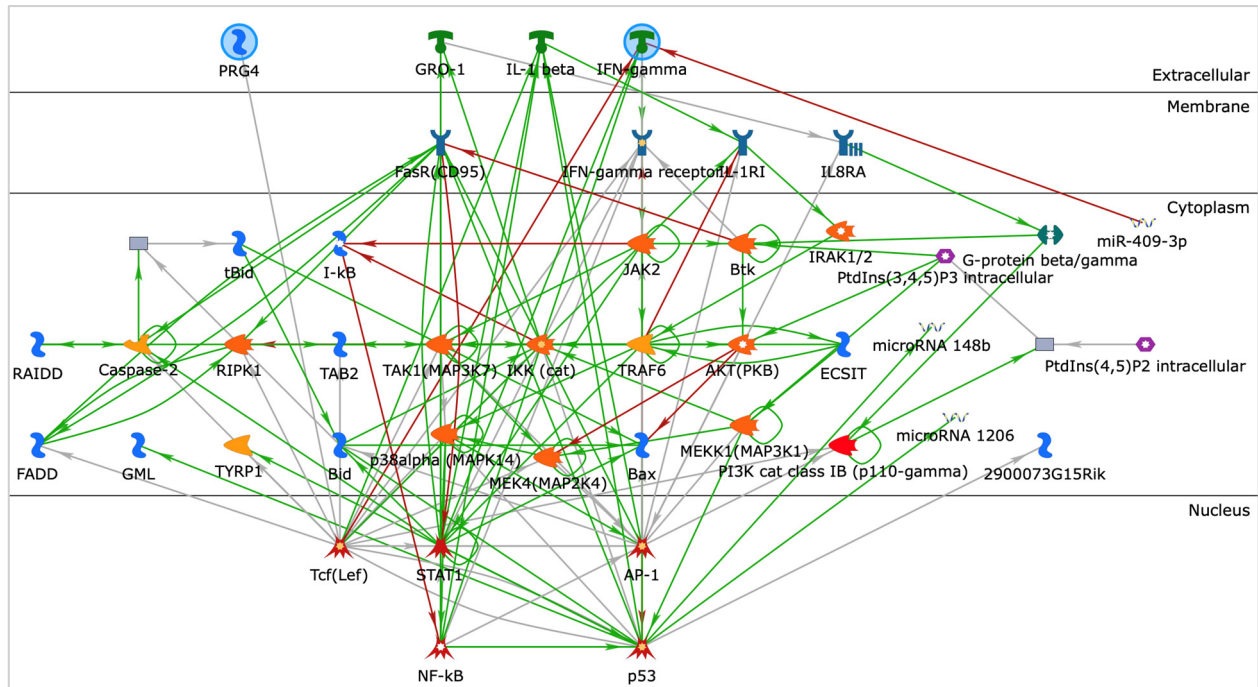 PRG4
GRO-1
IL-1 beta
IFN-gamma
Extracellular
Membrane
FasR(CD95)
IFN-gamma receptor
IL-1RI
IL8RA
Cytoplasm
tBid
I-kB
JAK2
Btk
IRAK1/2
G-protein beta/gamma
miR-409-3p
PtdIns(3,4,5)P3 intracellular
RAIDD
Caspase-2
RIPK1
TAB2
TAK1(MAP3K7)
IKK (cat)
TRAF6
AKT(PKB)
ECSIT
microRNA 148b
PtdIns(4,5)P2 intracellular
FADD
GML
TYRP1
Bid
p38alpha (MAPK14)
MEK4(MAP2K4)
Bax
MEKK1(MAP3K1)
PI3K cat class IB (p110-gamma)
microRNA 1206
2900073G15Rik
Nucleus
Tcf(Lef)
STAT1
AP-1
NF-kB
p53